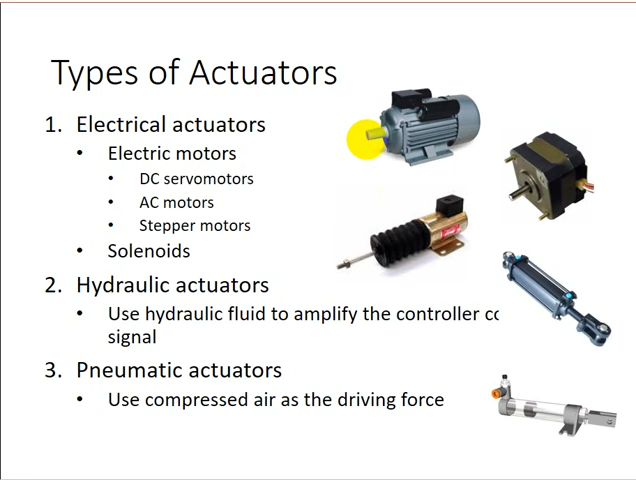 Types of Actuators
1. Electrical actuators
• Electric motors
• DC servomotors
• AC motors
• Stepper motors
• Solenoids
2. Hydraulic actuators
• Use hydraulic fluid to amplify the controller
signal
3. Pneumatic actuators
• Use compressed air as the driving force